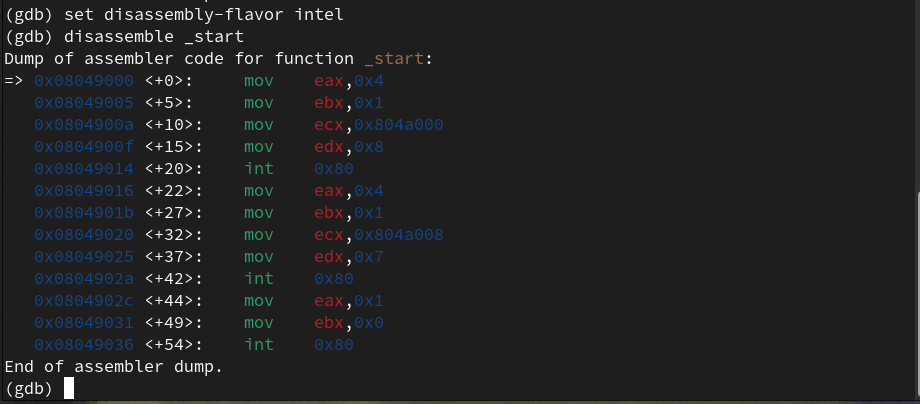 (gdb) set disassembly-flavor intel
(gdb) disassemble _start
Dump of assembler code for function _start:
=> 0x08049000 <+0>:     mov    eax,0x4
   0x08049005 <+5>:     mov    ebx,0x1
   0x0804900a <+10>:    mov    ecx,0x804a000
   0x0804900f <+15>:    mov    edx,0x8
   0x08049014 <+20>:    int    0x80
   0x08049016 <+22>:    mov    eax,0x4
   0x0804901b <+27>:    mov    ebx,0x1
   0x08049020 <+32>:    mov    ecx,0x804a008
   0x08049025 <+37>:    mov    edx,0x7
   0x0804902a <+42>:    int    0x80
   0x0804902c <+44>:    mov    eax,0x1
   0x08049031 <+49>:    mov    ebx,0x0
   0x08049036 <+54>:    int    0x80
End of assembler dump.
(gdb)